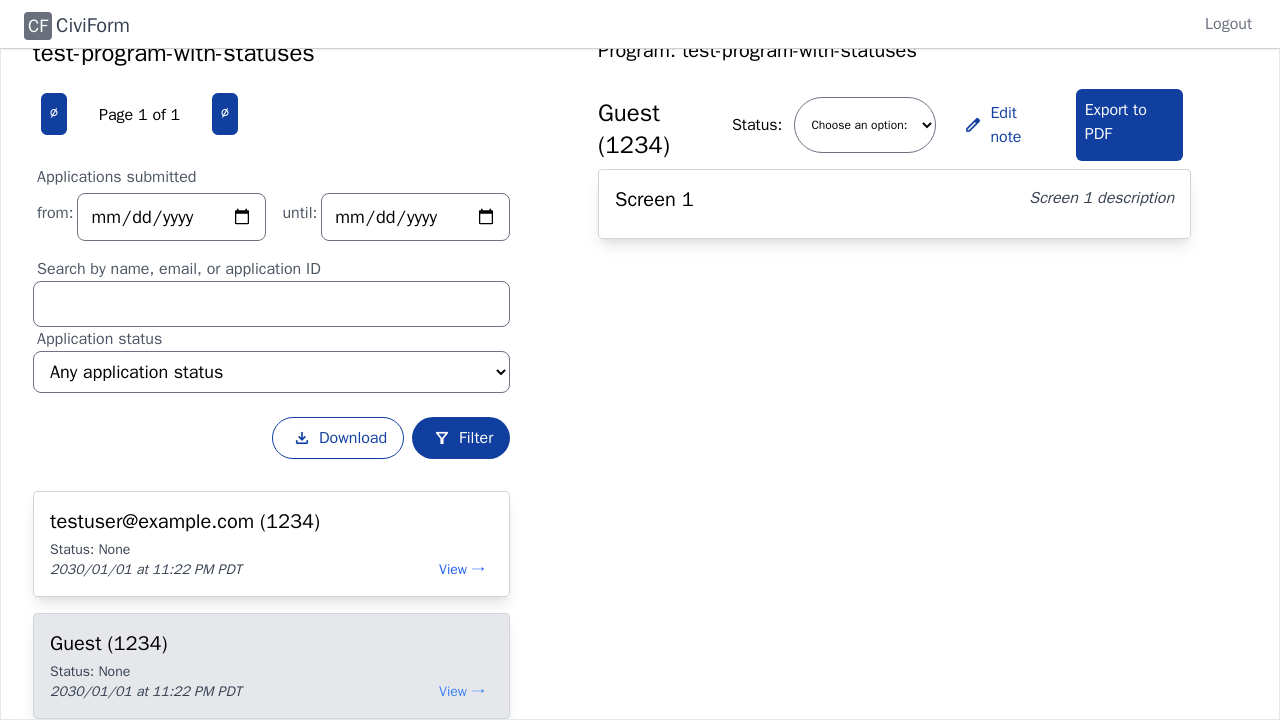 CF CiviForm
Logout
test-program-with-statuses
ø Page 1 of 1 ø
Applications submitted
from: mm/dd/yyyy until: mm/dd/yyyy
Search by name, email, or application ID
Application status
Any application status
Download Filter
testuser@example.com (1234)
Status: None
2030/01/01 at 11:22 PM PDT View →
Guest (1234)
Status: None
2030/01/01 at 11:22 PM PDT View →
Program: test-program-with-statuses
Guest
(1234)
Status: Choose an option:
Edit
note
Export to
PDF
Screen 1 Screen 1 description